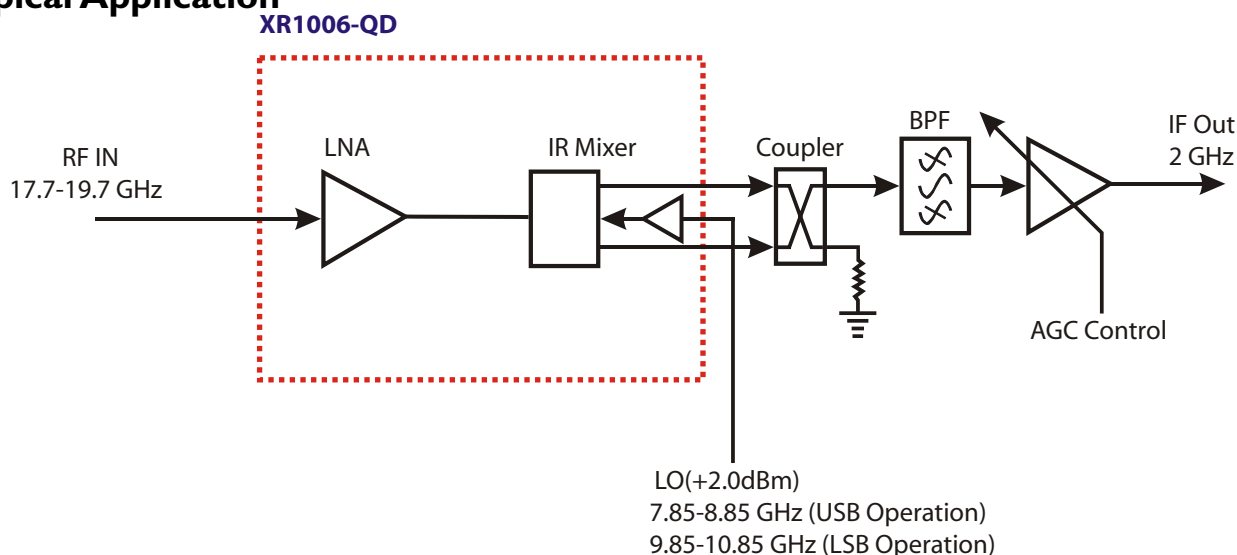 XR1006-QD
LNA
IR Mixer
Coupler
BPF
IF Out
2 GHz
RF IN
17.7-19.7 GHz
AGC Control
LO(+2.0dBm)
7.85-8.85 GHz (USB Operation)
9.85-10.85 GHz (LSB Operation)